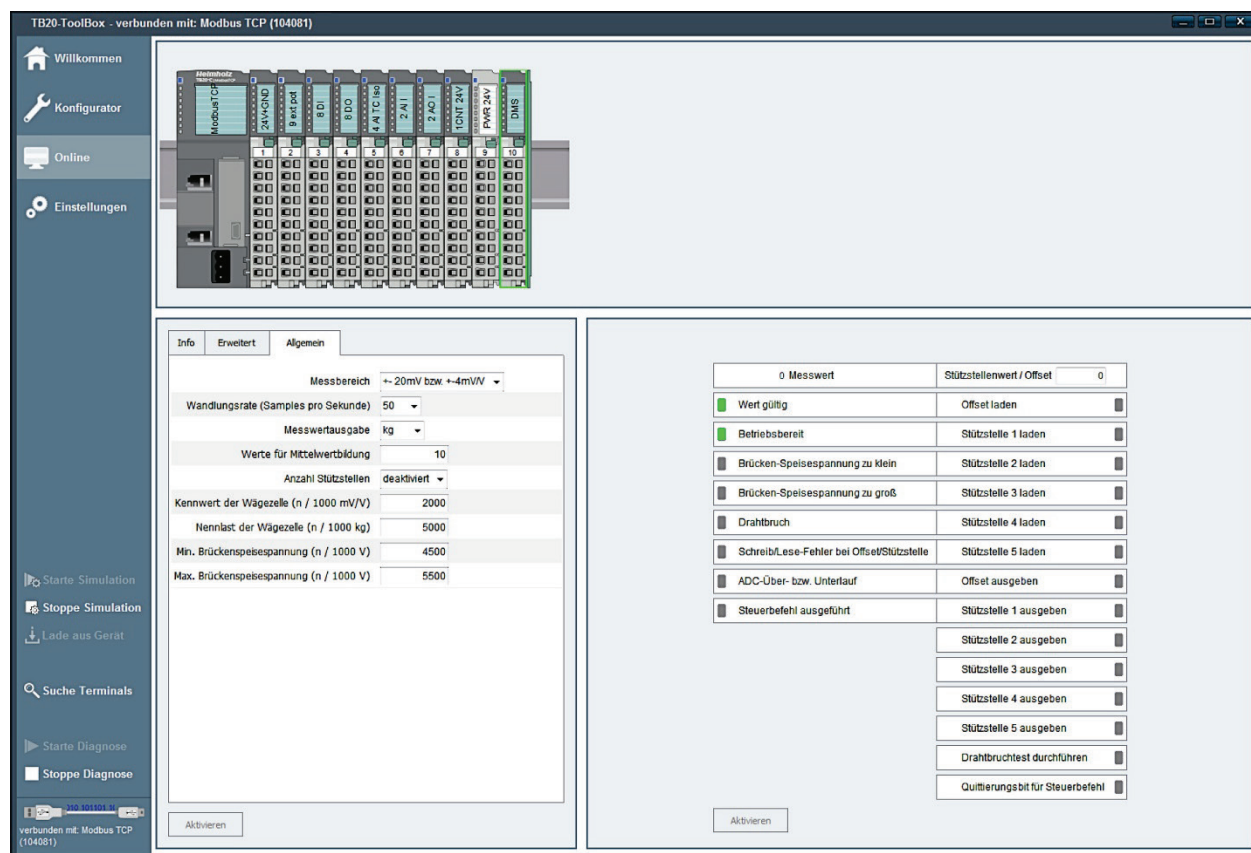 TB20-ToolBox - verbunden mit: Modbus TCP (104081)
Willkommen
Konfigurator
Online
Einstellungen
Starte Simulation
Stoppe Simulation
Lade aus Gerät
Suche Terminals
Starte Diagnose
Stoppe Diagnose
verbunden mit: Modbus TCP
(104081)
Helmholz
ModbusTCP
24V+GND
9 ext pot
8 DI
8 DO
4 AI TC Iso
2 AI I
2 AO I
1CNT 24V
PWR 24V
DMS
1 2 3 4 5 6 7 8 9 10
Info Erweitert Allgemein
Messbereich +- 20mV bzw. +-4mV/V
Wandlungsrate (Samples pro Sekunde) 50
Messwertausgabe kg
Werte für Mittelwertbildung 10
Anzahl Stützstellen deaktiviert
Kennwert der Wägezelle (n / 1000 mV/V) 2000
Nennlast der Wägezelle (n / 1000 kg) 5000
Min. Brückenspeisespannung (n / 1000 V) 4500
Max. Brückenspeisespannung (n / 1000 V) 5500
Aktivieren
0 Messwert Stützstellenwert / Offset 0
Wert gültig Offset laden
Betriebsbereit Stützstelle 1 laden
Brücken-Speisespannung zu klein Stützstelle 2 laden
Brücken-Speisespannung zu groß Stützstelle 3 laden
Drahtbruch Stützstelle 4 laden
Schreib/Lese-Fehler bei Offset/Stützstelle Stützstelle 5 laden
ADC-Über- bzw. Unterlauf Offset ausgeben
Steuerbefehl ausgeführt Stützstelle 1 ausgeben
Stützstelle 2 ausgeben
Stützstelle 3 ausgeben
Stützstelle 4 ausgeben
Stützstelle 5 ausgeben
Drahtbruchtest durchführen
Quittierungsbit für Steuerbefehl
Aktivieren